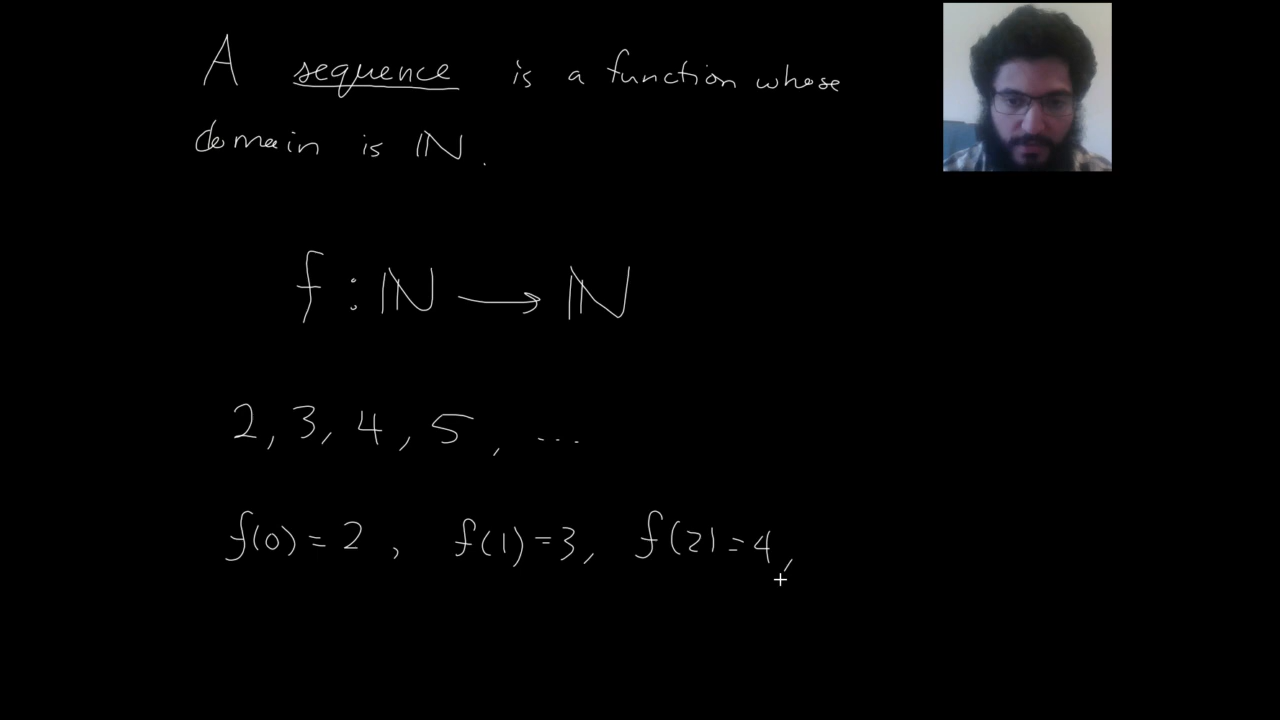 A sequence is a function whose
domain is ℕ.
f : ℕ → ℕ
2, 3, 4, 5, ...
f(0) = 2, f(1) = 3, f(2) = 4,